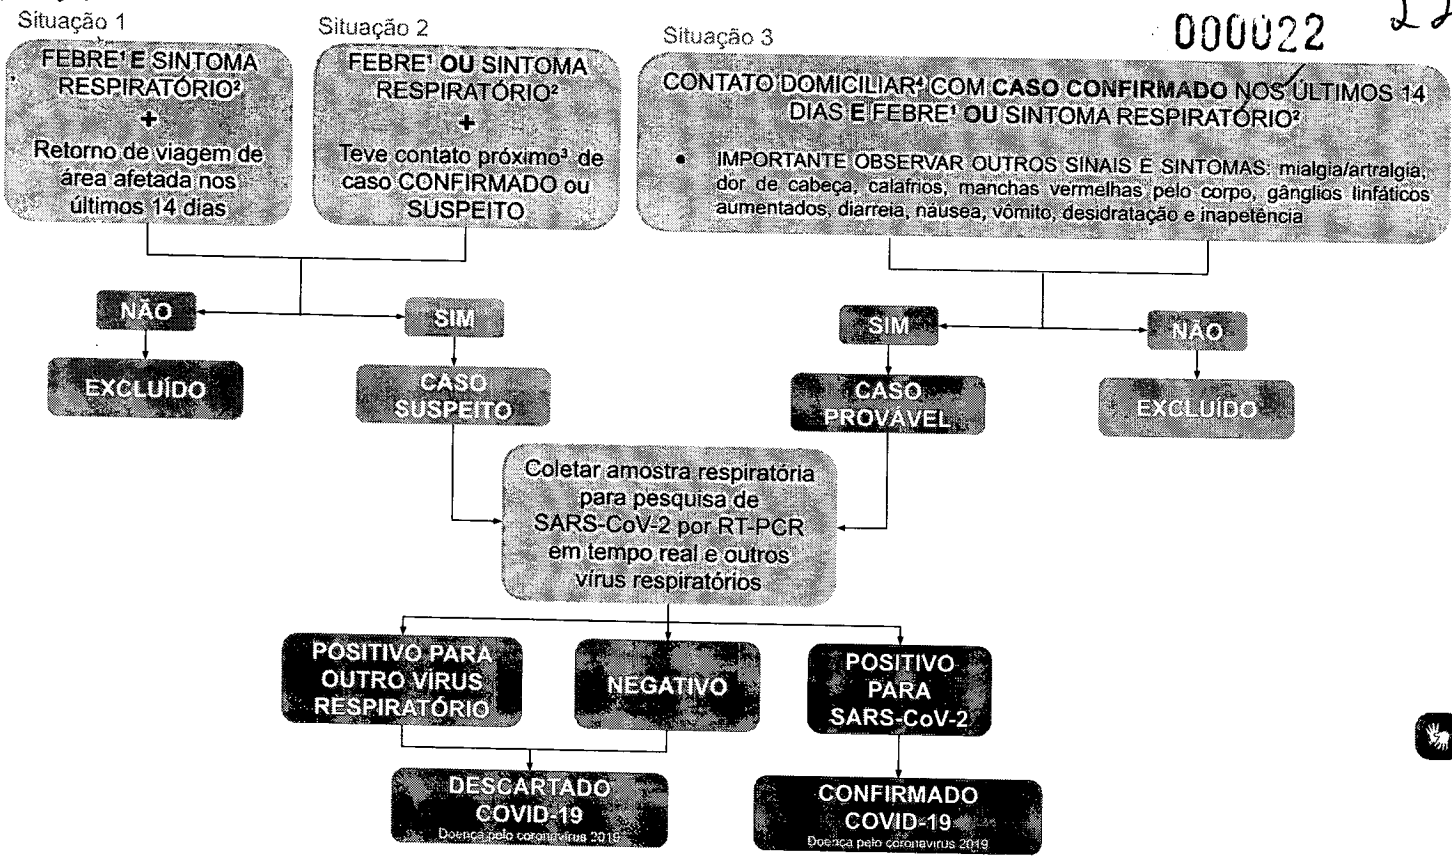 000022
22
Situação 1
FEBRE¹ E SINTOMA
RESPIRATÓRIO²
+
Retorno de viagem de
área afetada nos
últimos 14 dias
Situação 2
FEBRE¹ OU SINTOMA
RESPIRATÓRIO²
+
Teve contato próximo³ de
caso CONFIRMADO ou
SUSPEITO
Situação 3
CONTATO DOMICILIAR⁴ COM CASO CONFIRMADO NOS ÚLTIMOS 14
DIAS E FEBRE¹ OU SINTOMA RESPIRATÓRIO²
• IMPORTANTE OBSERVAR OUTROS SINAIS E SINTOMAS: mialgia/artralgia,
dor de cabeça, calafrios, manchas vermelhas pelo corpo, gânglios linfáticos
aumentados, diarreia, náusea, vômito, desidratação e inapetência
NÃO
SIM
SIM
NÃO
EXCLUÍDO
CASO
SUSPEITO
CASO
PROVÁVEL
EXCLUÍDO
Coletar amostra respiratória
para pesquisa de
SARS-CoV-2 por RT-PCR
em tempo real e outros
vírus respiratórios
POSITIVO PARA
OUTRO VÍRUS
RESPIRATÓRIO
NEGATIVO
POSITIVO
PARA
SARS-CoV-2
DESCARTADO
COVID-19
Doença pelo coronavírus 2019
CONFIRMADO
COVID-19
Doença pelo coronavírus 2019